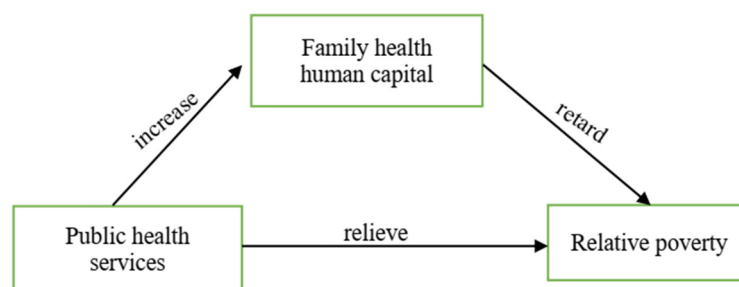 Family health
human capital
increase
retard
Public health
services
relieve
Relative poverty